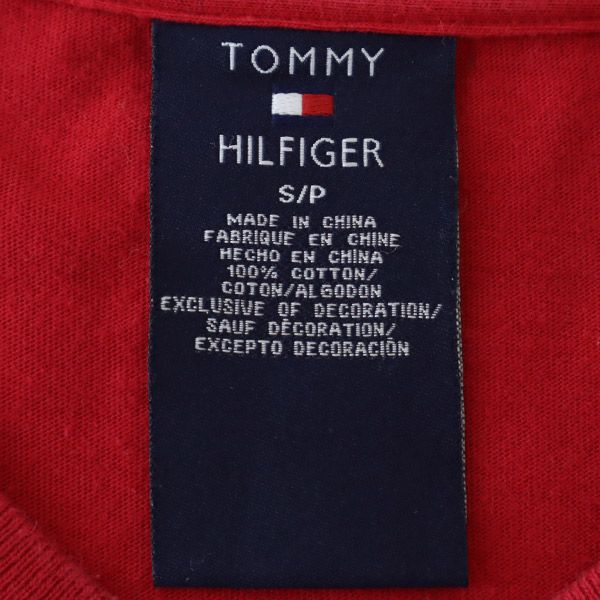 TOMMY
HILFIGER
S/P
MADE IN CHINA
FABRIQUE EN CHINE
HECHO EN CHINA
100% COTTON/
COTON/ALGODON
EXCLUSIVE OF DECORATION/
SAUF DÉCORATION/
EXCEPTO DECORACIÓN